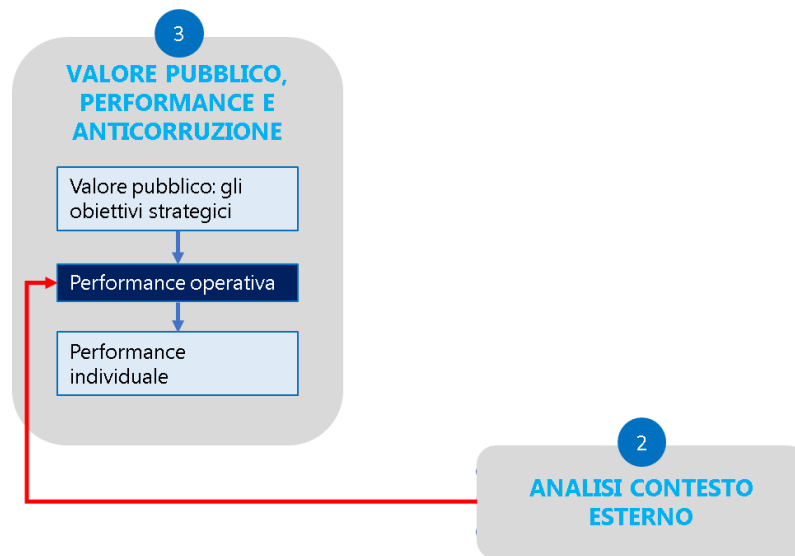 3
VALORE PUBBLICO,
PERFORMANCE E
ANTICORRUZIONE
Valore pubblico: gli
obiettivi strategici
Performance operativa
Performance
individuale
2
ANALISI CONTESTO
ESTERNO